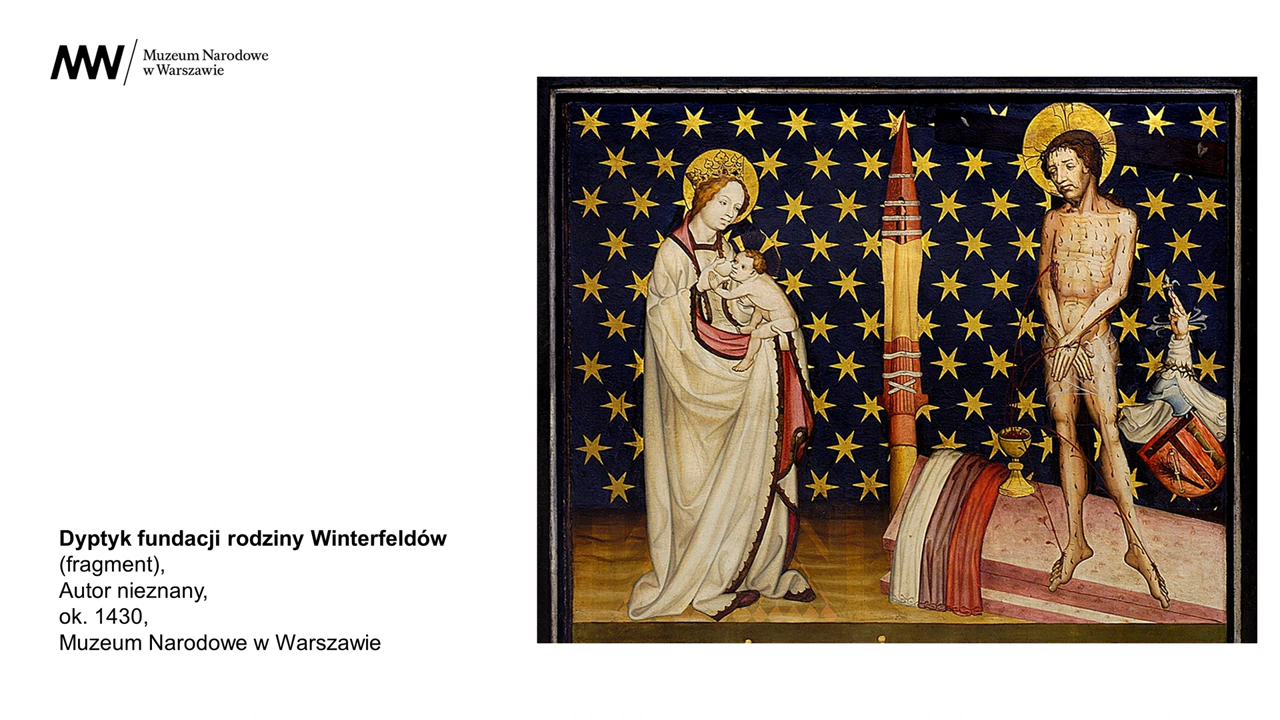 MW
Muzeum Narodowe
w Warszawie
Dyptyk fundacji rodziny Winterfeldów
(fragment),
Autor nieznany,
ok. 1430,
Muzeum Narodowe w Warszawie